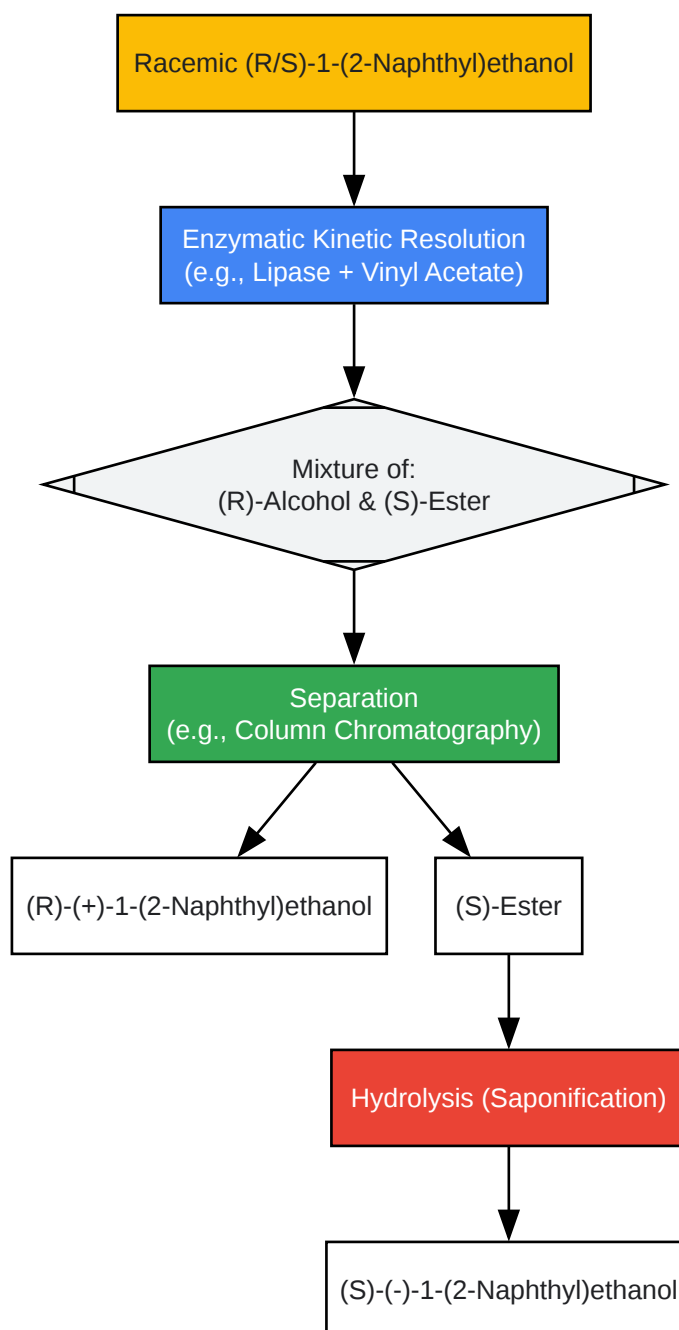 Racemic (R/S)-1-(2-Naphthyl)ethanol
Enzymatic Kinetic Resolution
(e.g., Lipase + Vinyl Acetate)
Mixture of:
(R)-Alcohol & (S)-Ester
Separation
(e.g., Column Chromatography)
(R)-(+)-1-(2-Naphthyl)ethanol
(S)-Ester
Hydrolysis (Saponification)
(S)-(-)-1-(2-Naphthyl)ethanol